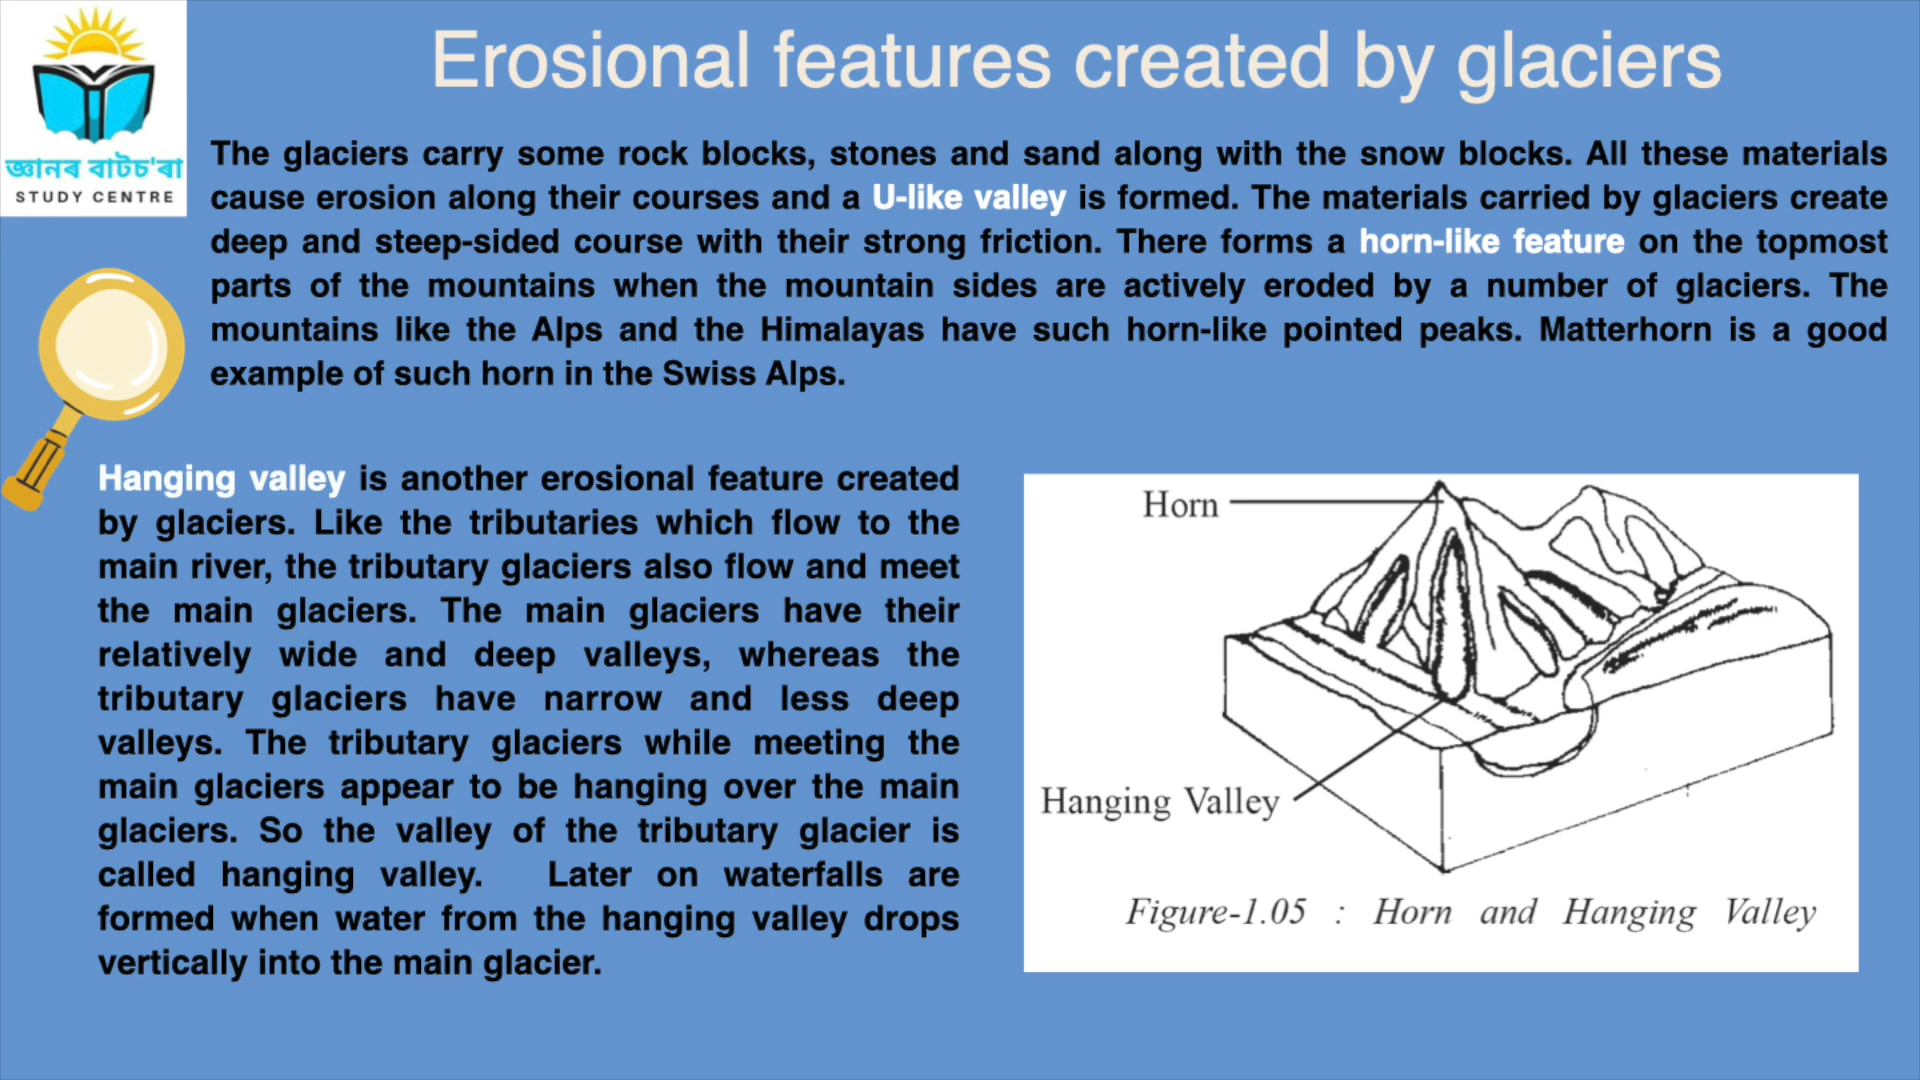 Erosional features created by glaciers
জ্ঞানৰ বাটচ'ৰা
STUDY CENTRE
The glaciers carry some rock blocks, stones and sand along with the snow blocks. All these materials
cause erosion along their courses and a U-like valley is formed. The materials carried by glaciers create
deep and steep-sided course with their strong friction. There forms a horn-like feature on the topmost
parts of the mountains when the mountain sides are actively eroded by a number of glaciers. The
mountains like the Alps and the Himalayas have such horn-like pointed peaks. Matterhorn is a good
example of such horn in the Swiss Alps.
Hanging valley is another erosional feature created
by glaciers. Like the tributaries which flow to the
main river, the tributary glaciers also flow and meet
the main glaciers. The main glaciers have their
relatively wide and deep valleys, whereas the
tributary glaciers have narrow and less deep
valleys. The tributary glaciers while meeting the
main glaciers appear to be hanging over the main
glaciers. So the valley of the tributary glacier is
called hanging valley. Later on waterfalls are
formed when water from the hanging valley drops
vertically into the main glacier.
Horn
Hanging Valley
Figure-1.05 : Horn and Hanging Valley